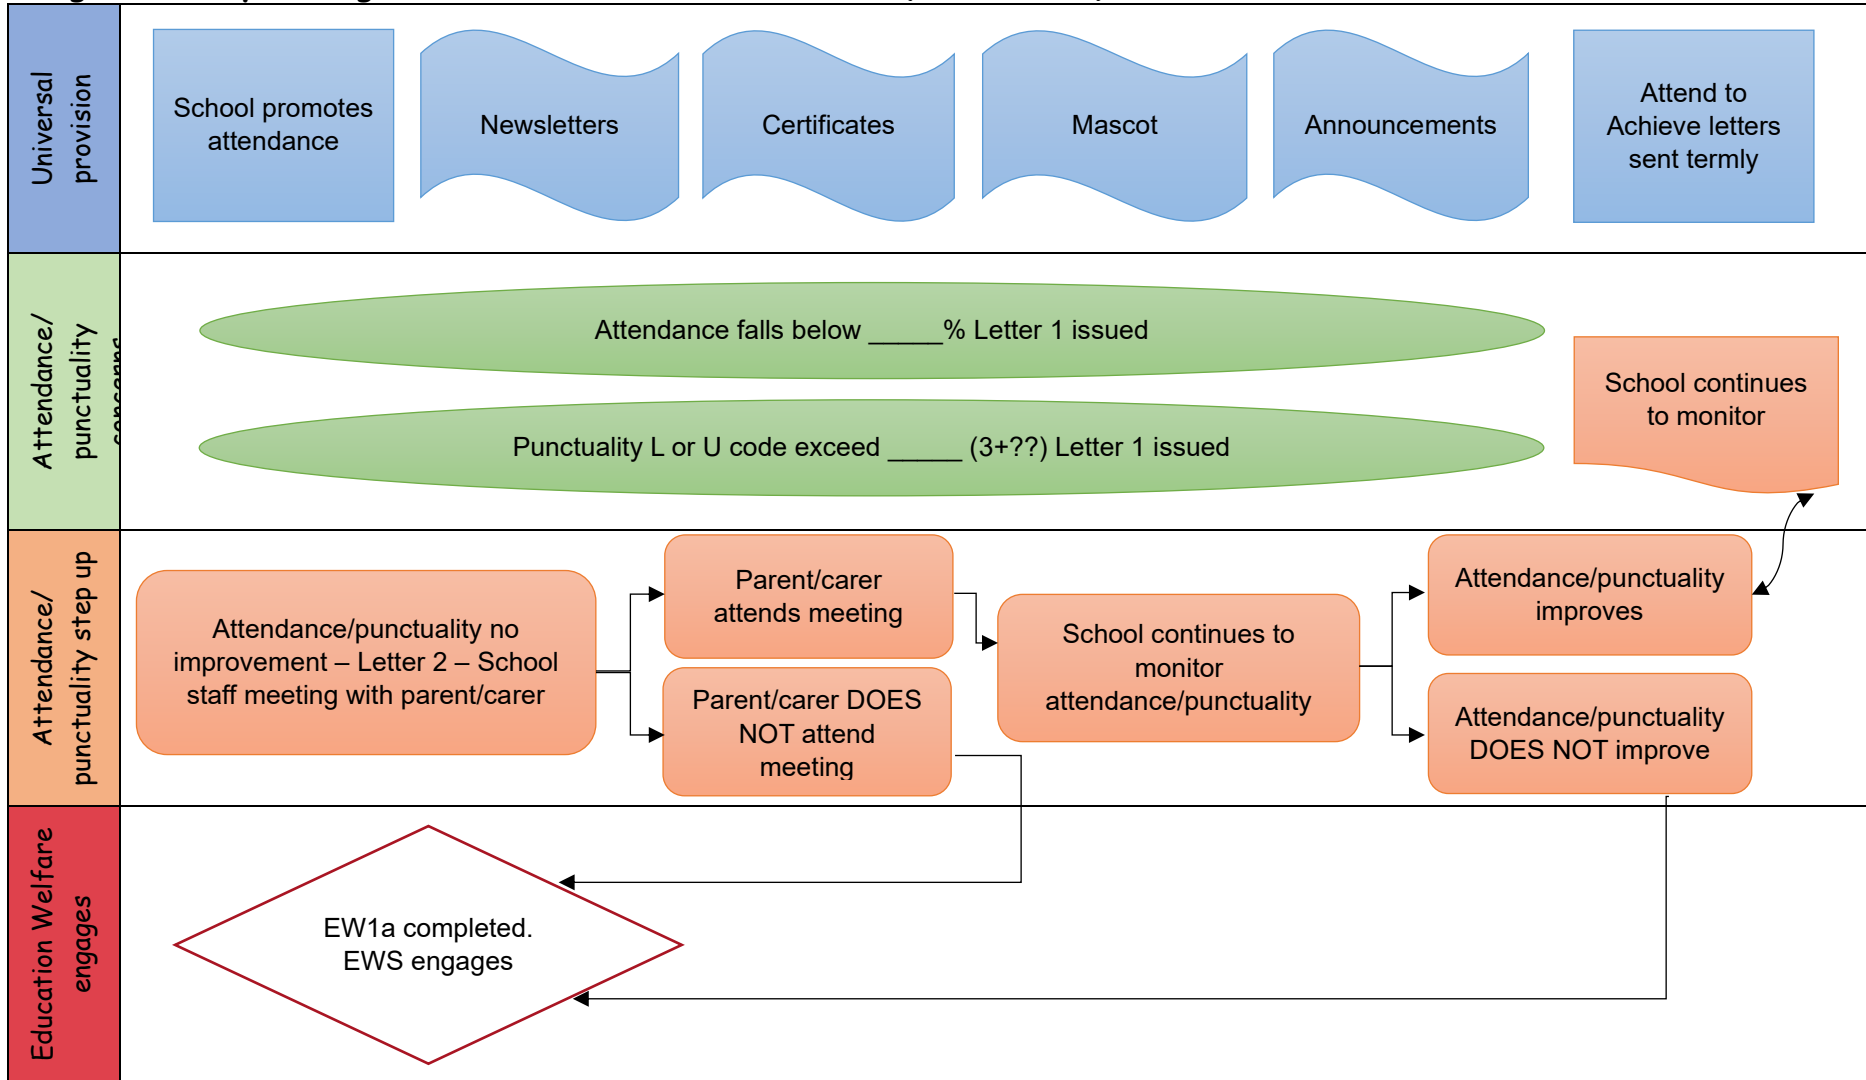 Universal
provision
School promotes
attendance
Newsletters
Certificates
Mascot
Announcements
Attend to
Achieve letters
sent termly
Attendance/
punctuality
Attendance falls below _____% Letter 1 issued
Punctuality L or U code exceed _____ (3+??) Letter 1 issued
School continues
to monitor
Attendance/
punctuality step up
Attendance/punctuality no
improvement – Letter 2 – School
staff meeting with parent/carer
Parent/carer
attends meeting
Parent/carer DOES
NOT attend
meeting
School continues to
monitor
attendance/punctuality
Attendance/punctuality
improves
Attendance/punctuality
DOES NOT improve
Education Welfare
engages
EW1a completed.
EWS engages